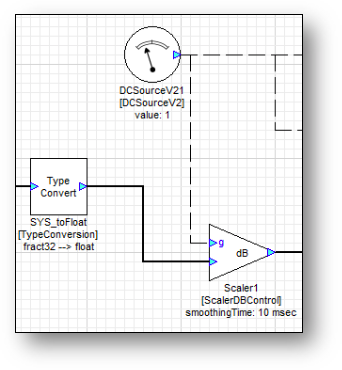 DCSourceV21
[DCSourceV2]
value: 1
Type
Convert
SYS_toFloat
[TypeConversion]
fract32 --> float
g
dB
Scaler1
[ScalerDBControl]
smoothingTime: 10 msec